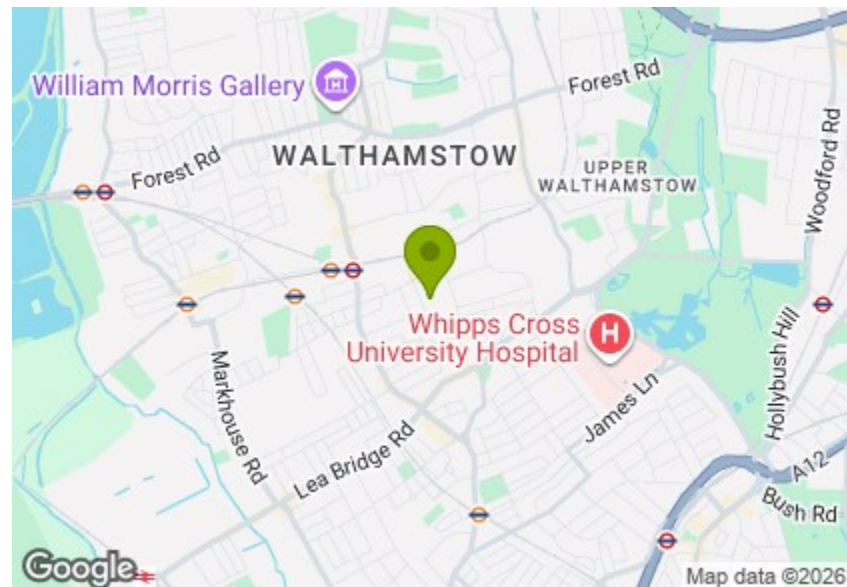 William Morris Gallery
Forest Rd
Forest Rd
WALTHAMSTOW
UPPER
WALTHAMSTOW
Woodford Rd
Whipps Cross
University Hospital
H
Markhouse Rd
James Ln
Hollybush Hill
Lea Bridge Rd
A12
Bush Rd
Google
Map data ©2026